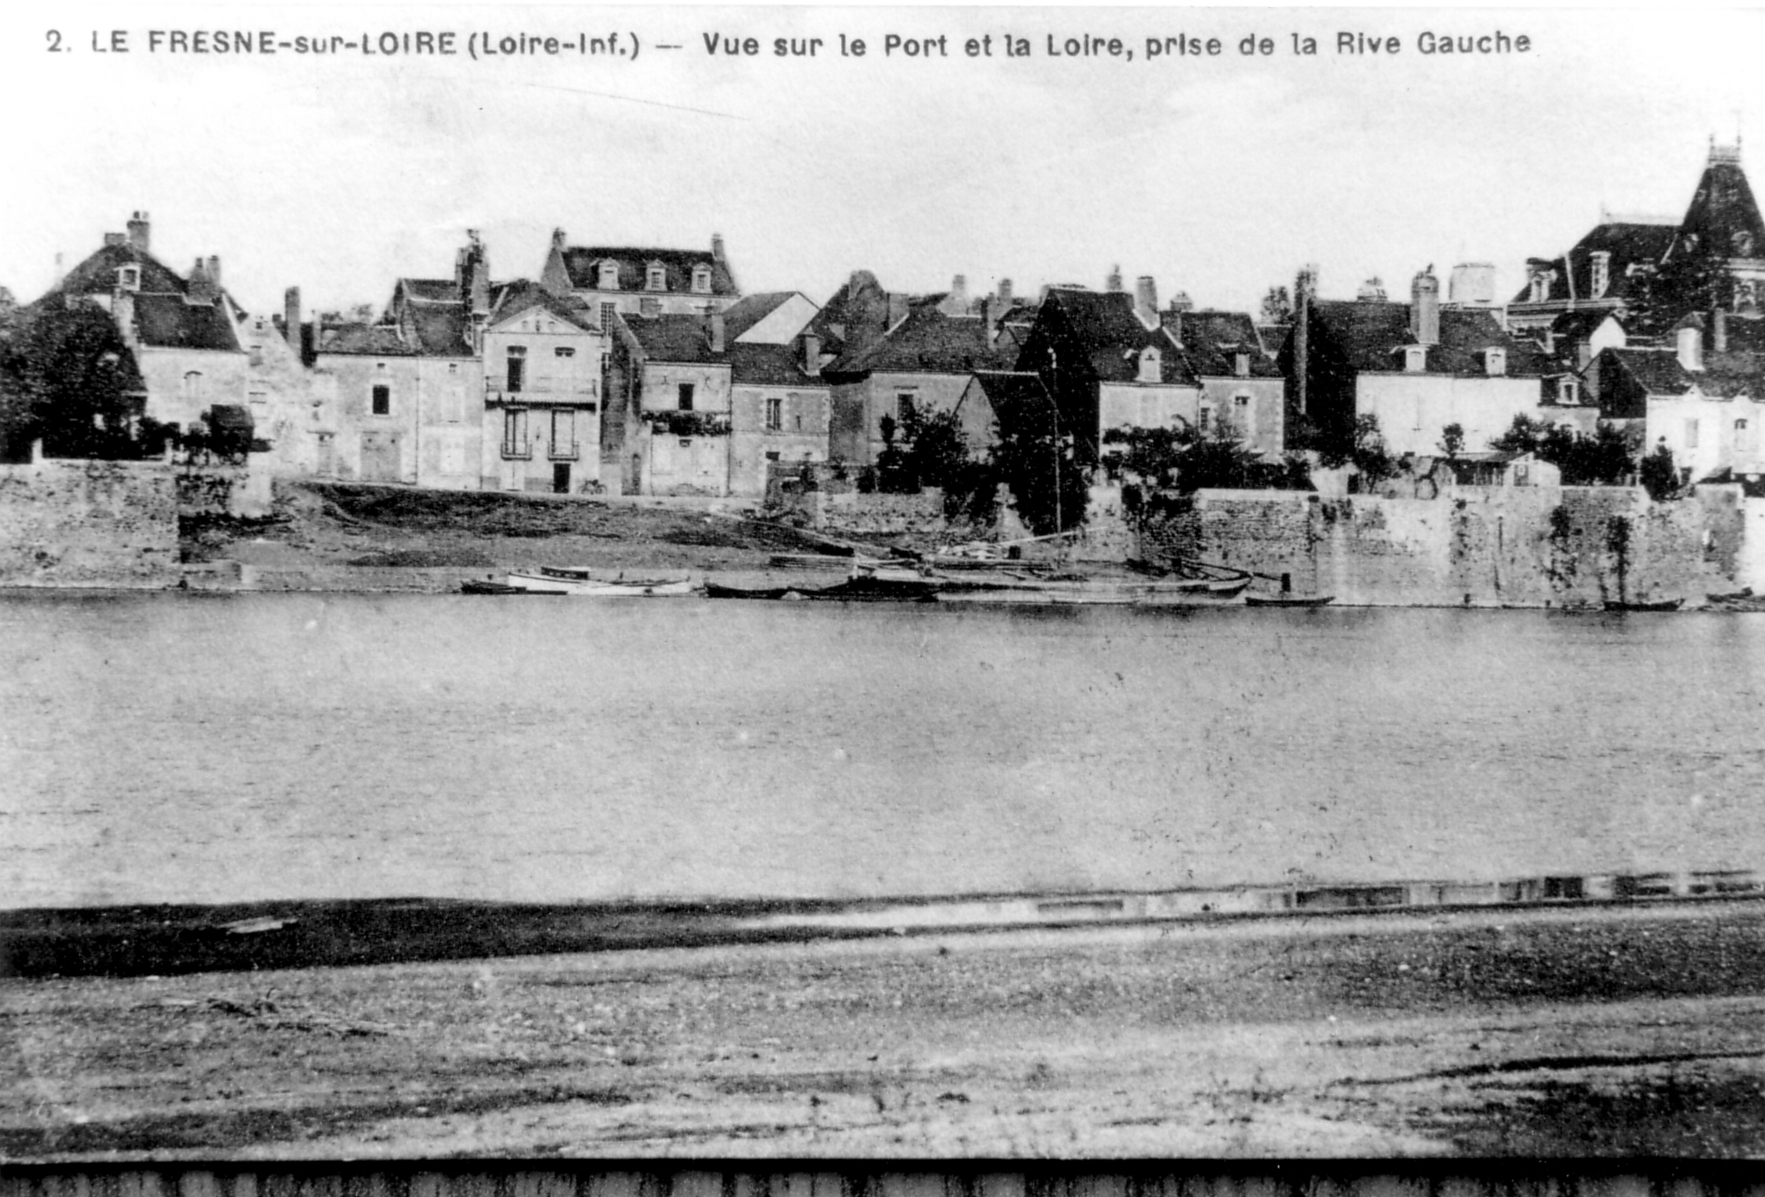 2. LE FRESNE-sur-LOIRE (Loire-Inf.) — Vue sur le Port et la Loire, prise de la Rive Gauche